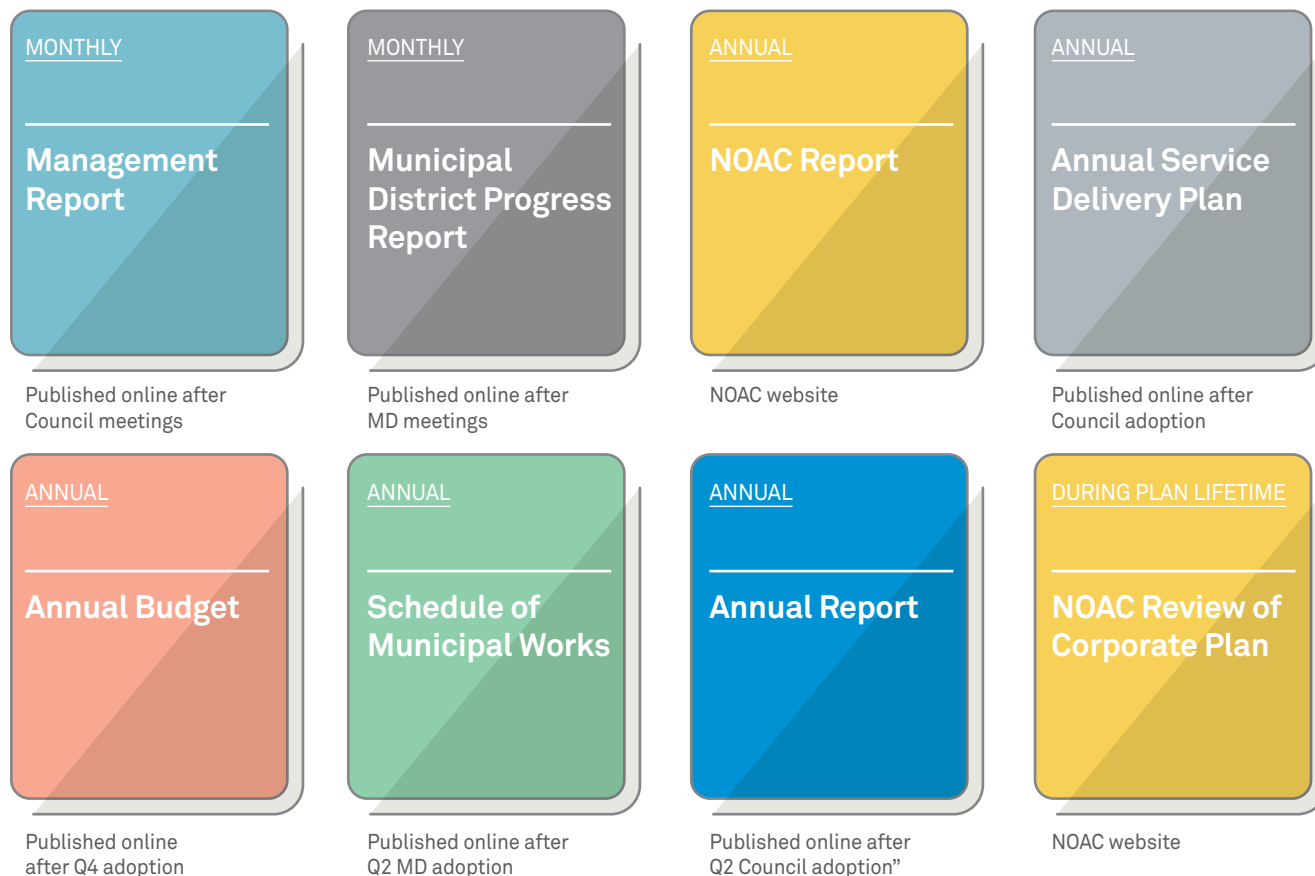 MONTHLY
Management
Report
Published online after
Council meetings
MONTHLY
Municipal
District Progress
Report
Published online after
MD meetings
ANNUAL
NOAC Report
NOAC website
ANNUAL
Annual Service
Delivery Plan
Published online after
Council adoption
ANNUAL
Annual Budget
Published online
after Q4 adoption
ANNUAL
Schedule of
Municipal Works
Published online after
Q2 MD adoption
ANNUAL
Annual Report
Published online after
Q2 Council adoption”
DURING PLAN LIFETIME
NOAC Review of
Corporate Plan
NOAC website